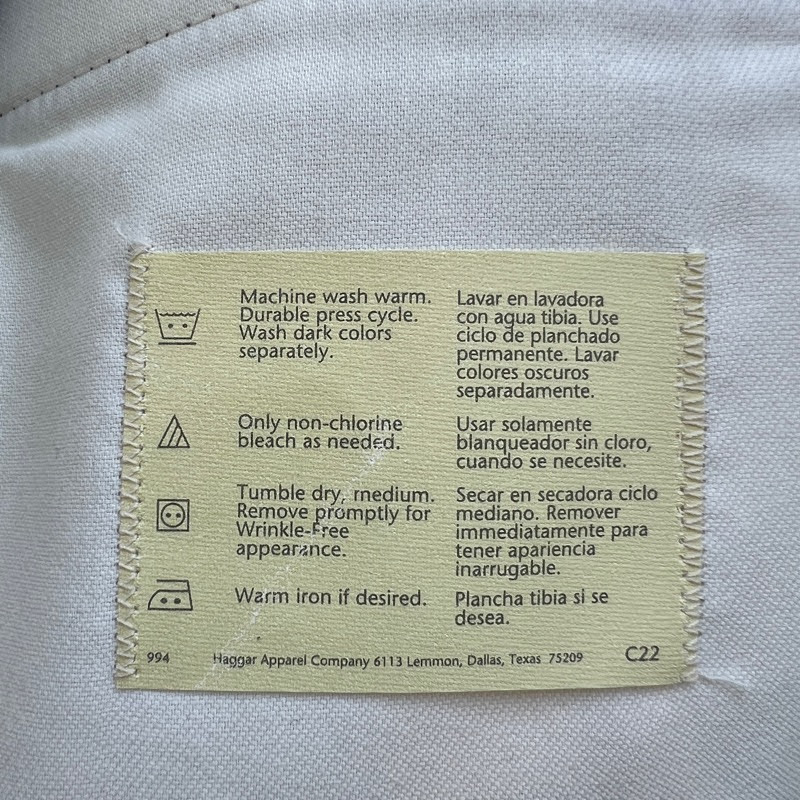 Machine wash warm.
Durable press cycle.
Wash dark colors
separately.
Lavar en lavadora
con agua tibia. Use
ciclo de planchado
permanente. Lavar
colores oscuros
separadamente.
Only non-chlorine
bleach as needed.
Usar solamente
blanqueador sin cloro,
cuando se necesite.
Tumble dry, medium.
Remove promptly for
Wrinkle-Free
appearance.
Secar en secadora ciclo
mediano. Remover
immediatamente para
tener apariencia
inarrugable.
Warm iron if desired.
Plancha tibia si se
desea.
994 Haggar Apparel Company 6113 Lemmon, Dallas, Texas 75209 C22